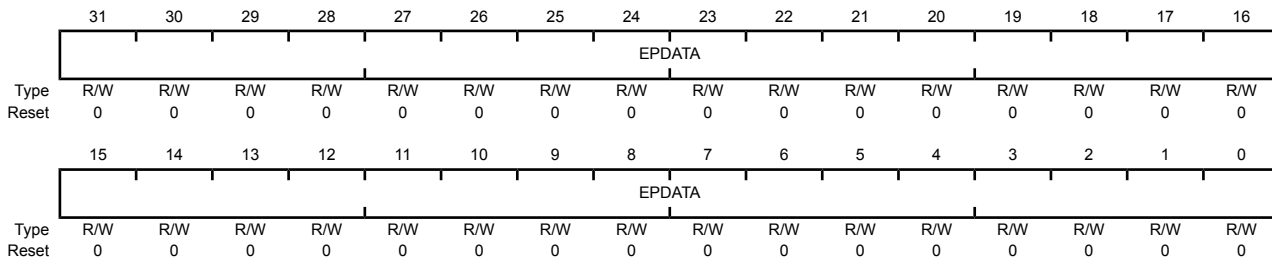 31 30 29 28 27 26 25 24 23 22 21 20 19 18 17 16
EPDATA
Type R/W R/W R/W R/W R/W R/W R/W R/W R/W R/W R/W R/W R/W R/W R/W R/W
Reset 0 0 0 0 0 0 0 0 0 0 0 0 0 0 0 0
15 14 13 12 11 10 9 8 7 6 5 4 3 2 1 0
EPDATA
Type R/W R/W R/W R/W R/W R/W R/W R/W R/W R/W R/W R/W R/W R/W R/W R/W
Reset 0 0 0 0 0 0 0 0 0 0 0 0 0 0 0 0